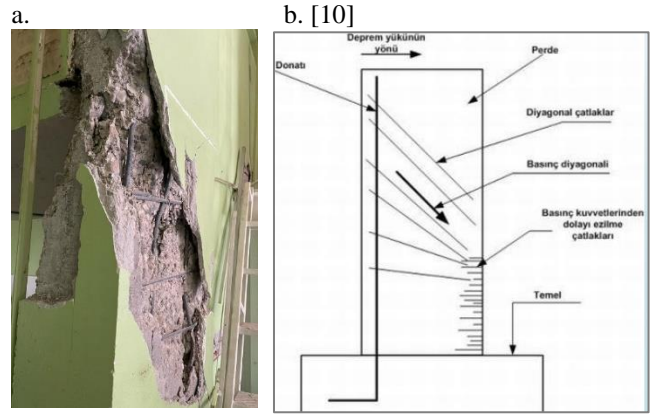 a.
b. [10]
Deprem yükünün
yönü
Donatı
Perde
Diyagonal çatlaklar
Basınç diyagonali
Basınç kuvvetlerinden
dolayı ezilme
çatlakları
Temel